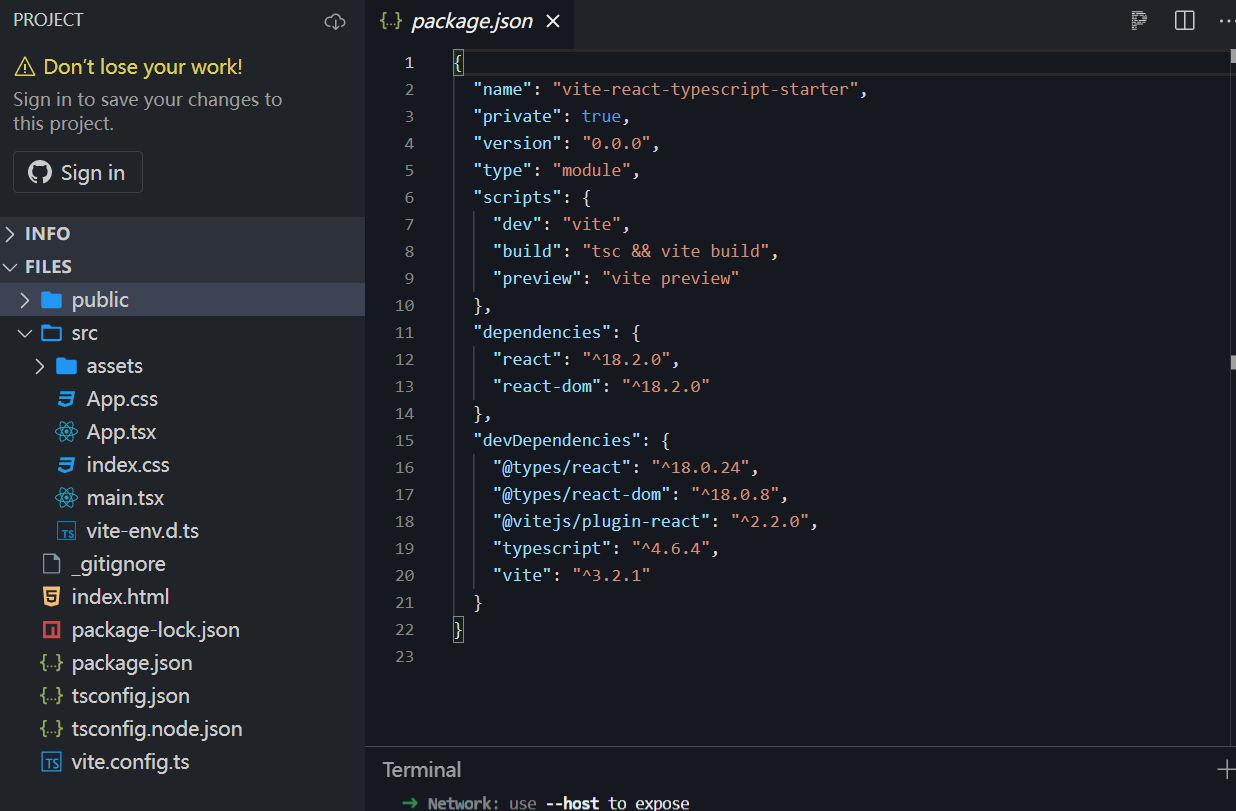 PROJECT
Don't lose your work!
Sign in to save your changes to
this project.
Sign in
INFO
FILES
public
src
assets
App.css
App.tsx
index.css
main.tsx
TS vite-env.d.ts
_gitignore
index.html
package-lock.json
{..} package.json
{..} tsconfig.json
{..} tsconfig.node.json
TS vite.config.ts
{..} package.json ×
1 {
2 "name": "vite-react-typescript-starter",
3 "private": true,
4 "version": "0.0.0",
5 "type": "module",
6 "scripts": {
7 "dev": "vite",
8 "build": "tsc && vite build",
9 "preview": "vite preview"
10 },
11 "dependencies": {
12 "react": "^18.2.0",
13 "react-dom": "^18.2.0"
14 },
15 "devDependencies": {
16 "@types/react": "^18.0.24",
17 "@types/react-dom": "^18.0.8",
18 "@vitejs/plugin-react": "^2.2.0",
19 "typescript": "^4.6.4",
20 "vite": "^3.2.1"
21 }
22 }
23
Terminal
➜ Network: use --host to expose